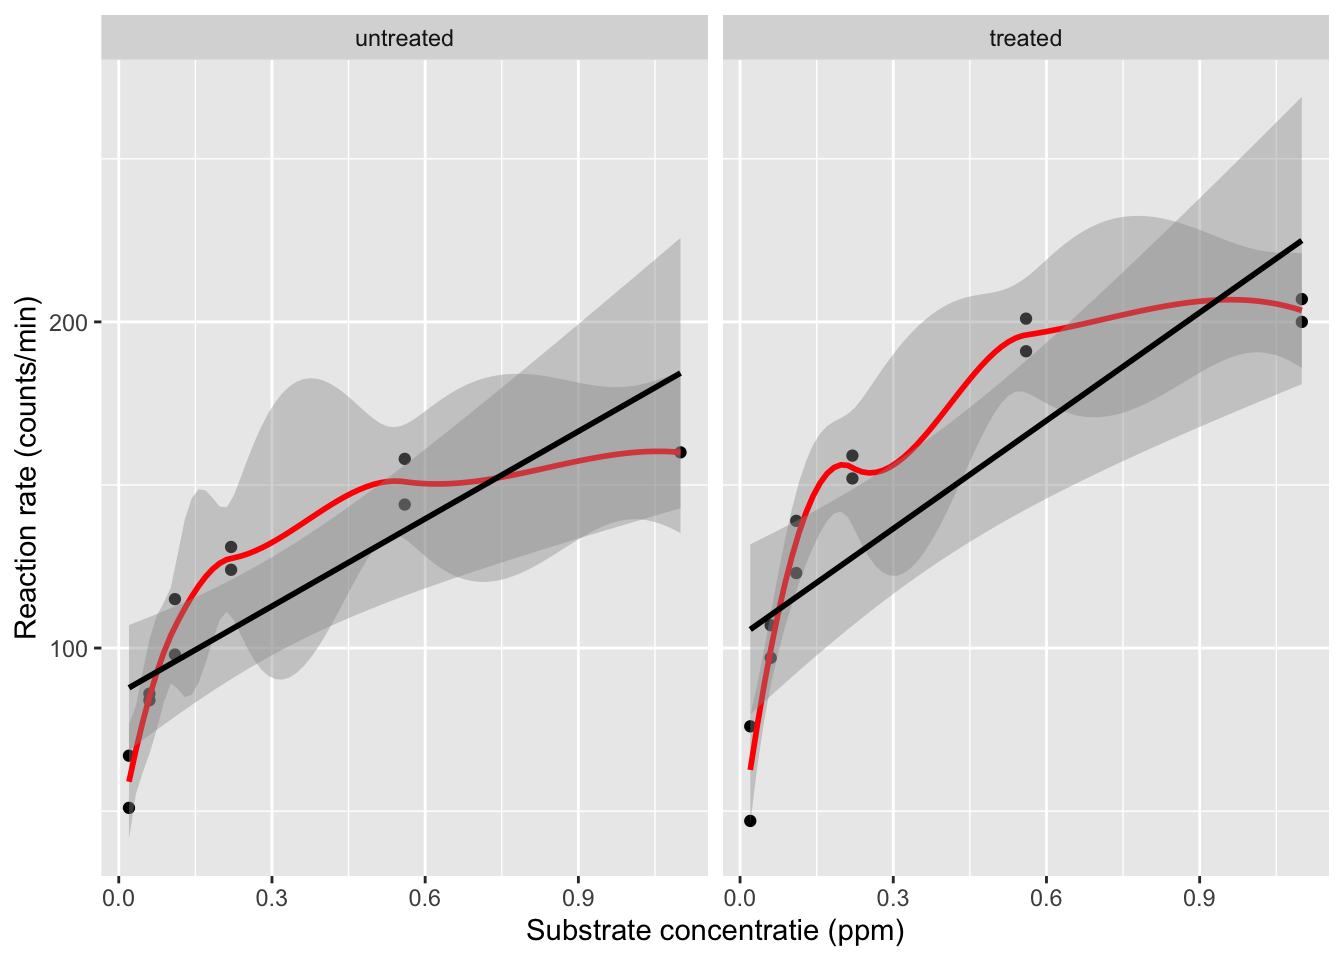 untreated
treated
Reaction rate (counts/min)
200
100
0.0 0.3 0.6 0.9
0.0 0.3 0.6 0.9
Substrate concentratie (ppm)